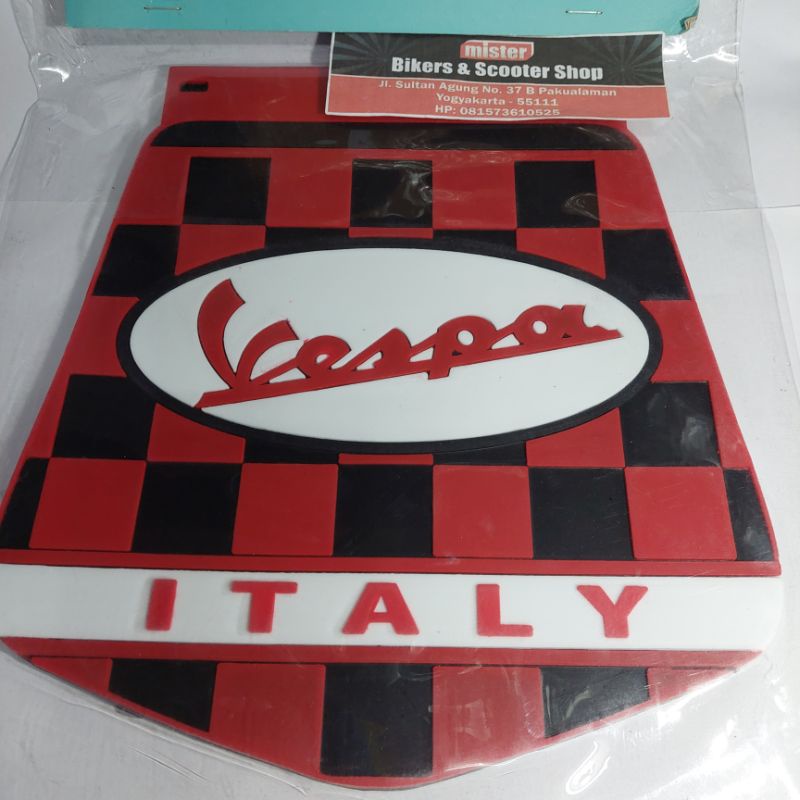 mister
Bikers & Scooter Shop
Jl. Sultan Agung No. 37 B Pakualaman
Yogyakarta - 55111
HP: 081573610525
Vespa
ITALY